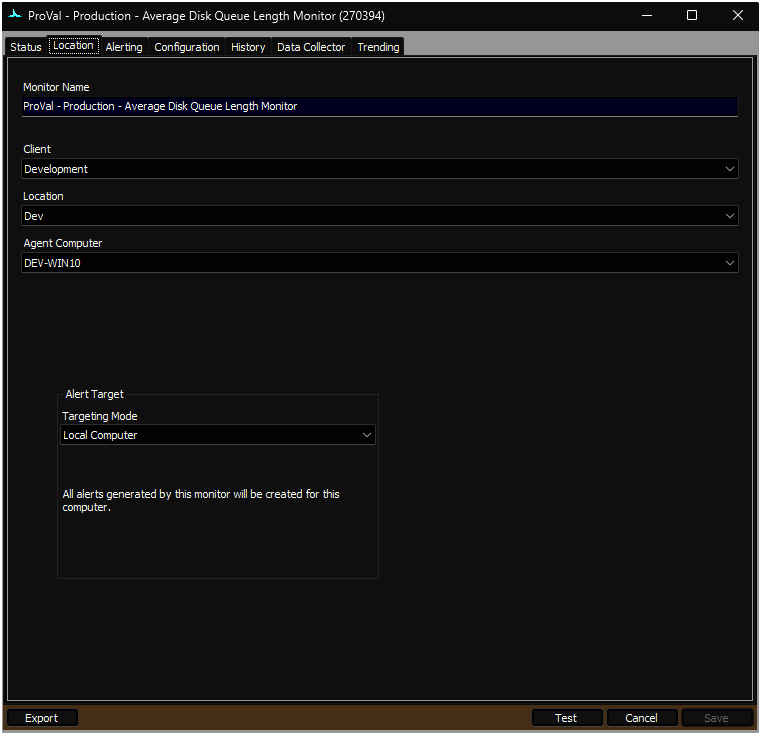 ProVal - Production - Average Disk Queue Length Monitor (270394)
Status Location Alerting Configuration History Data Collector Trending
Monitor Name
ProVal - Production - Average Disk Queue Length Monitor
Client
Development
Location
Dev
Agent Computer
DEV-WIN10
Alert Target
Targeting Mode
Local Computer
All alerts generated by this monitor will be created for this
computer.
Export Test Cancel Save